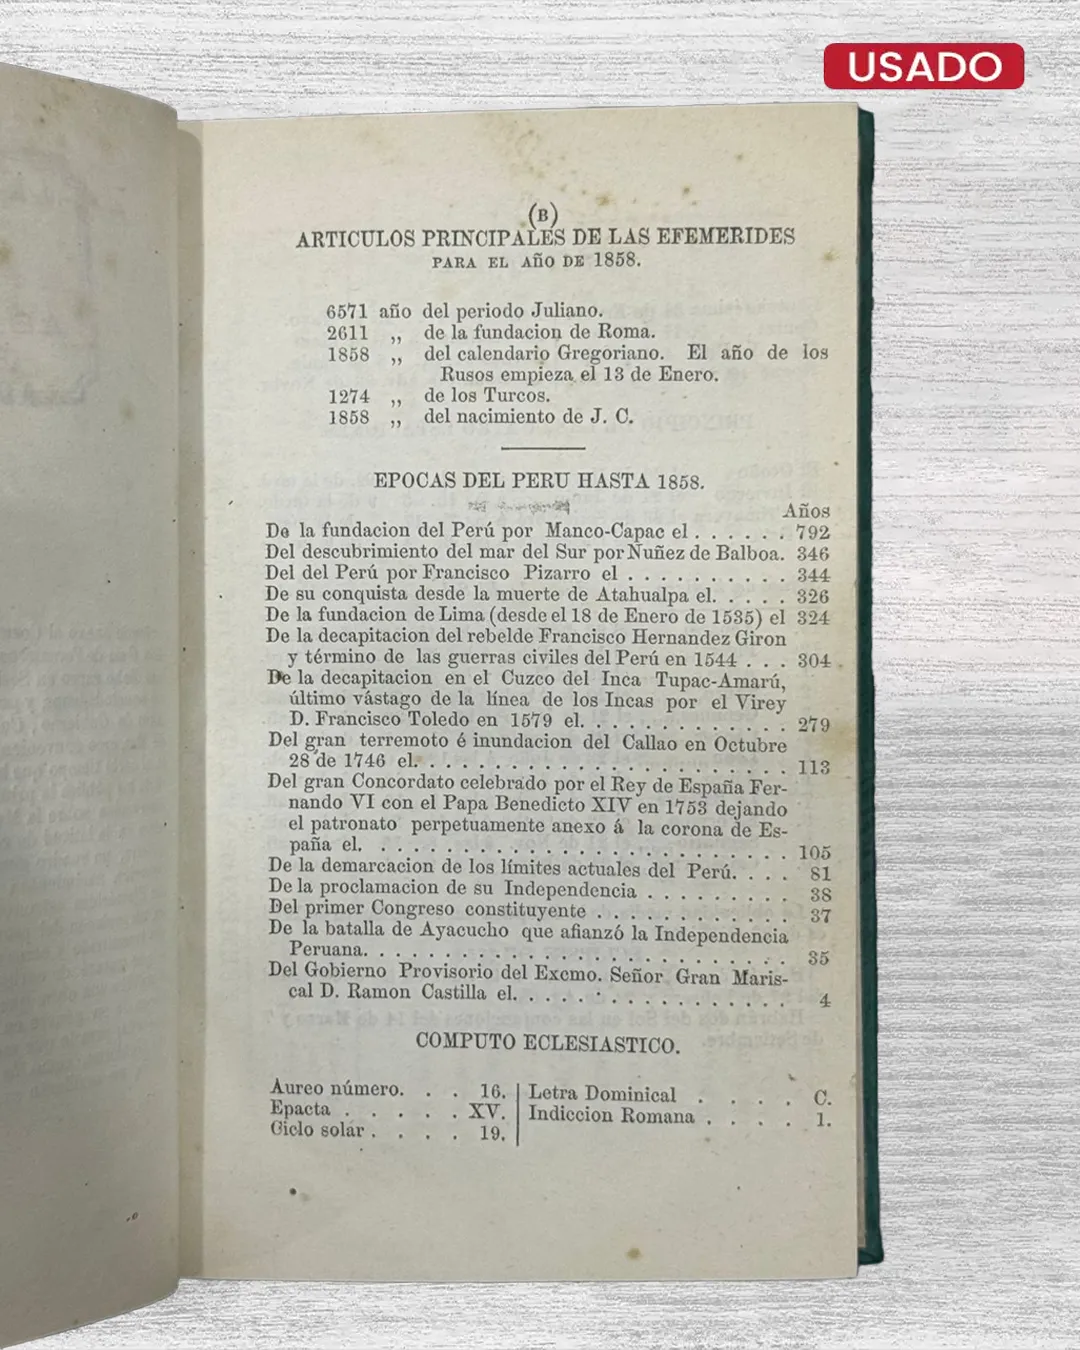 USADO
(B)
ARTICULOS PRINCIPALES DE LAS EFEMERIDES
PARA EL AÑO DE 1858.
6571 año del periodo Juliano.
2611 ,, de la fundacion de Roma.
1858 ,, del calendario Gregoriano. El año de los
Rusos empieza el 13 de Enero.
1274 ,, de los Turcos.
1858 ,, del nacimiento de J. C.
EPOCAS DEL PERU HASTA 1858.
Años
De la fundacion del Perú por Manco-Capac el . . . . . . 792
Del descubrimiento del mar del Sur por Nuñez de Balboa. 346
Del del Perú por Francisco Pizarro el . . . . . . . . . . 344
De su conquista desde la muerte de Atahualpa el. . . . . 326
De la fundacion de Lima (desde el 18 de Enero de 1535) el 324
De la decapitacion del rebelde Francisco Hernandez Giron
y término de las guerras civiles del Perú en 1544 . . . 304
De la decapitacion en el Cuzco del Inca Tupac-Amarú,
último vástago de la línea de los Incas por el Virey
D. Francisco Toledo en 1579 el. . . . . . . . . . . . 279
Del gran terremoto é inundacion del Callao en Octubre
28 de 1746 el. . . . . . . . . . . . . . . . . . . . . 113
Del gran Concordato celebrado por el Rey de España Fer-
nando VI con el Papa Benedicto XIV en 1753 dejando
el patronato perpetuamente anexo á la corona de Es-
paña el. . . . . . . . . . . . . . . . . . . . . . . . 105
De la demarcacion de los límites actuales del Perú. . . . 81
De la proclamacion de su Independencia . . . . . . . . . 38
Del primer Congreso constituyente . . . . . . . . . . . . 37
De la batalla de Ayacucho que afianzó la Independencia
Peruana. . . . . . . . . . . . . . . . . . . . . . . . 35
Del Gobierno Provisorio del Excmo. Señor Gran Maris-
cal D. Ramon Castilla el. . . . . . . . . . . . . . . . 4
COMPUTO ECLESIASTICO.
Aureo número. . . 16. | Letra Dominical . . . . C.
Epacta . . . . . XV. | Indiccion Romana . . . . 1.
Ciclo solar . . . . 19.